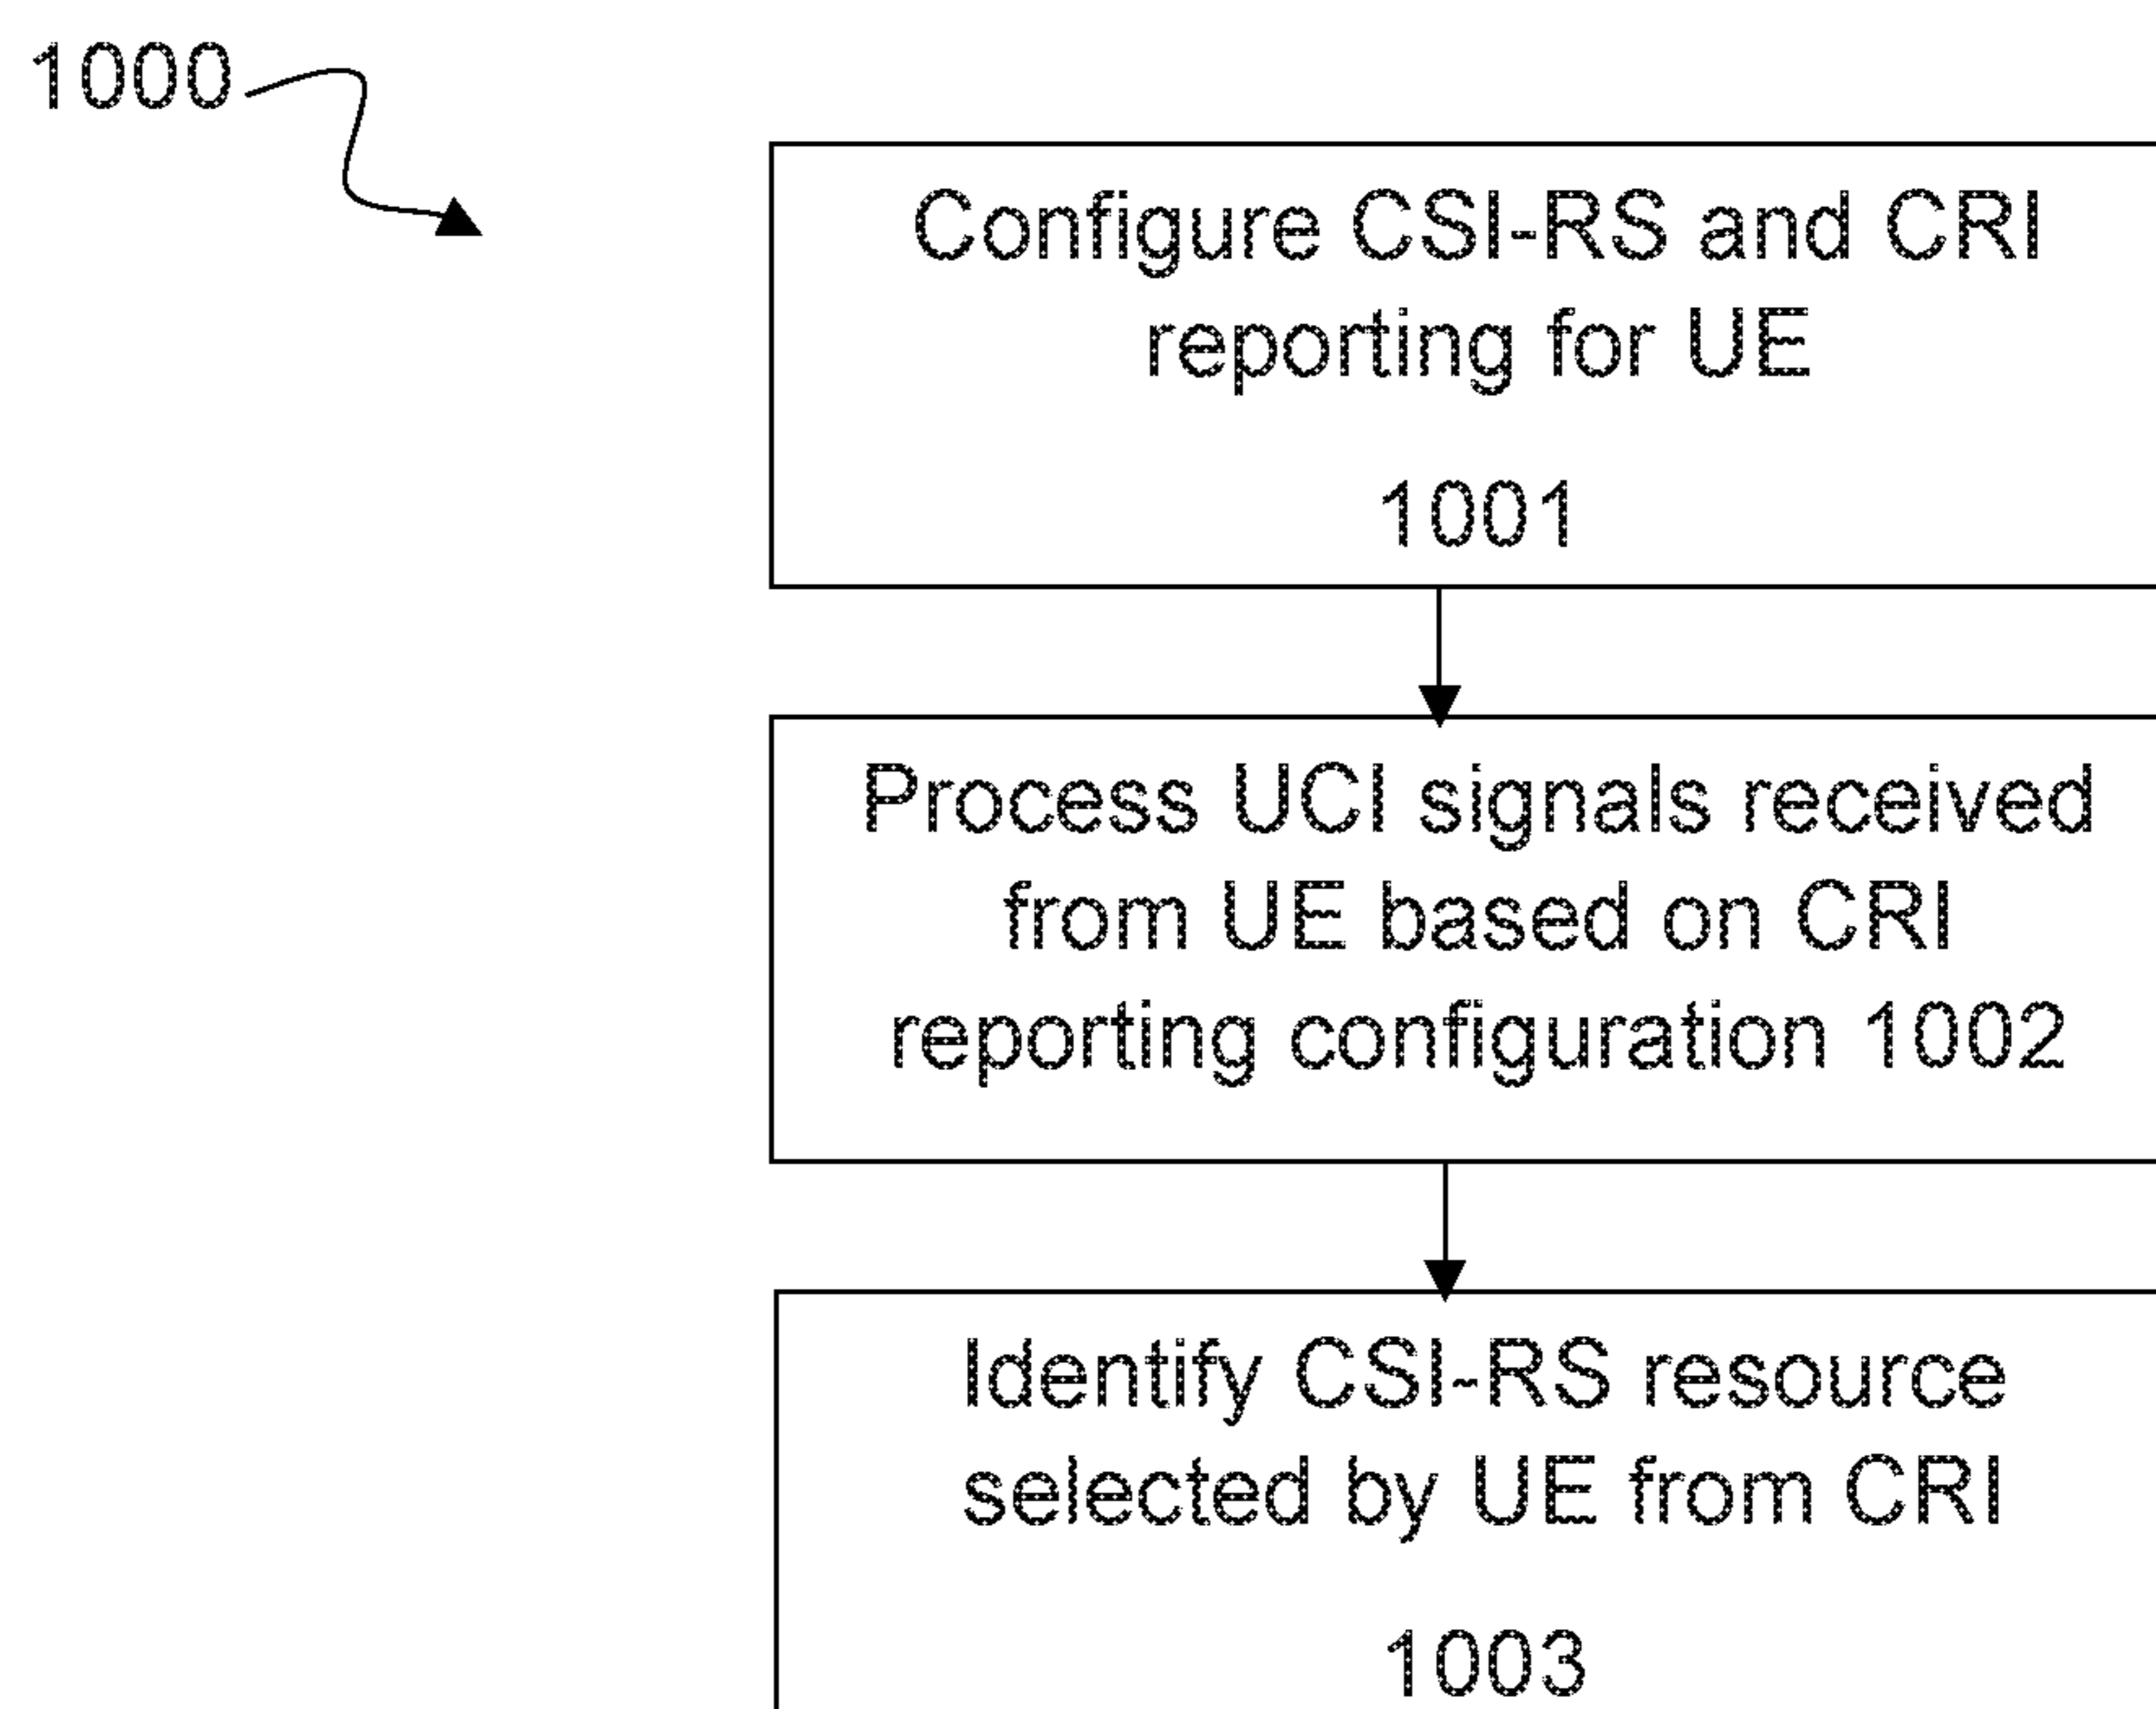 1000
Configure CSI-RS and CRI
reporting for UE
1001
Process UCI signals received
from UE based on CRI
reporting configuration 1002
Identify CSI-RS resource
selected by UE from CRI
1003